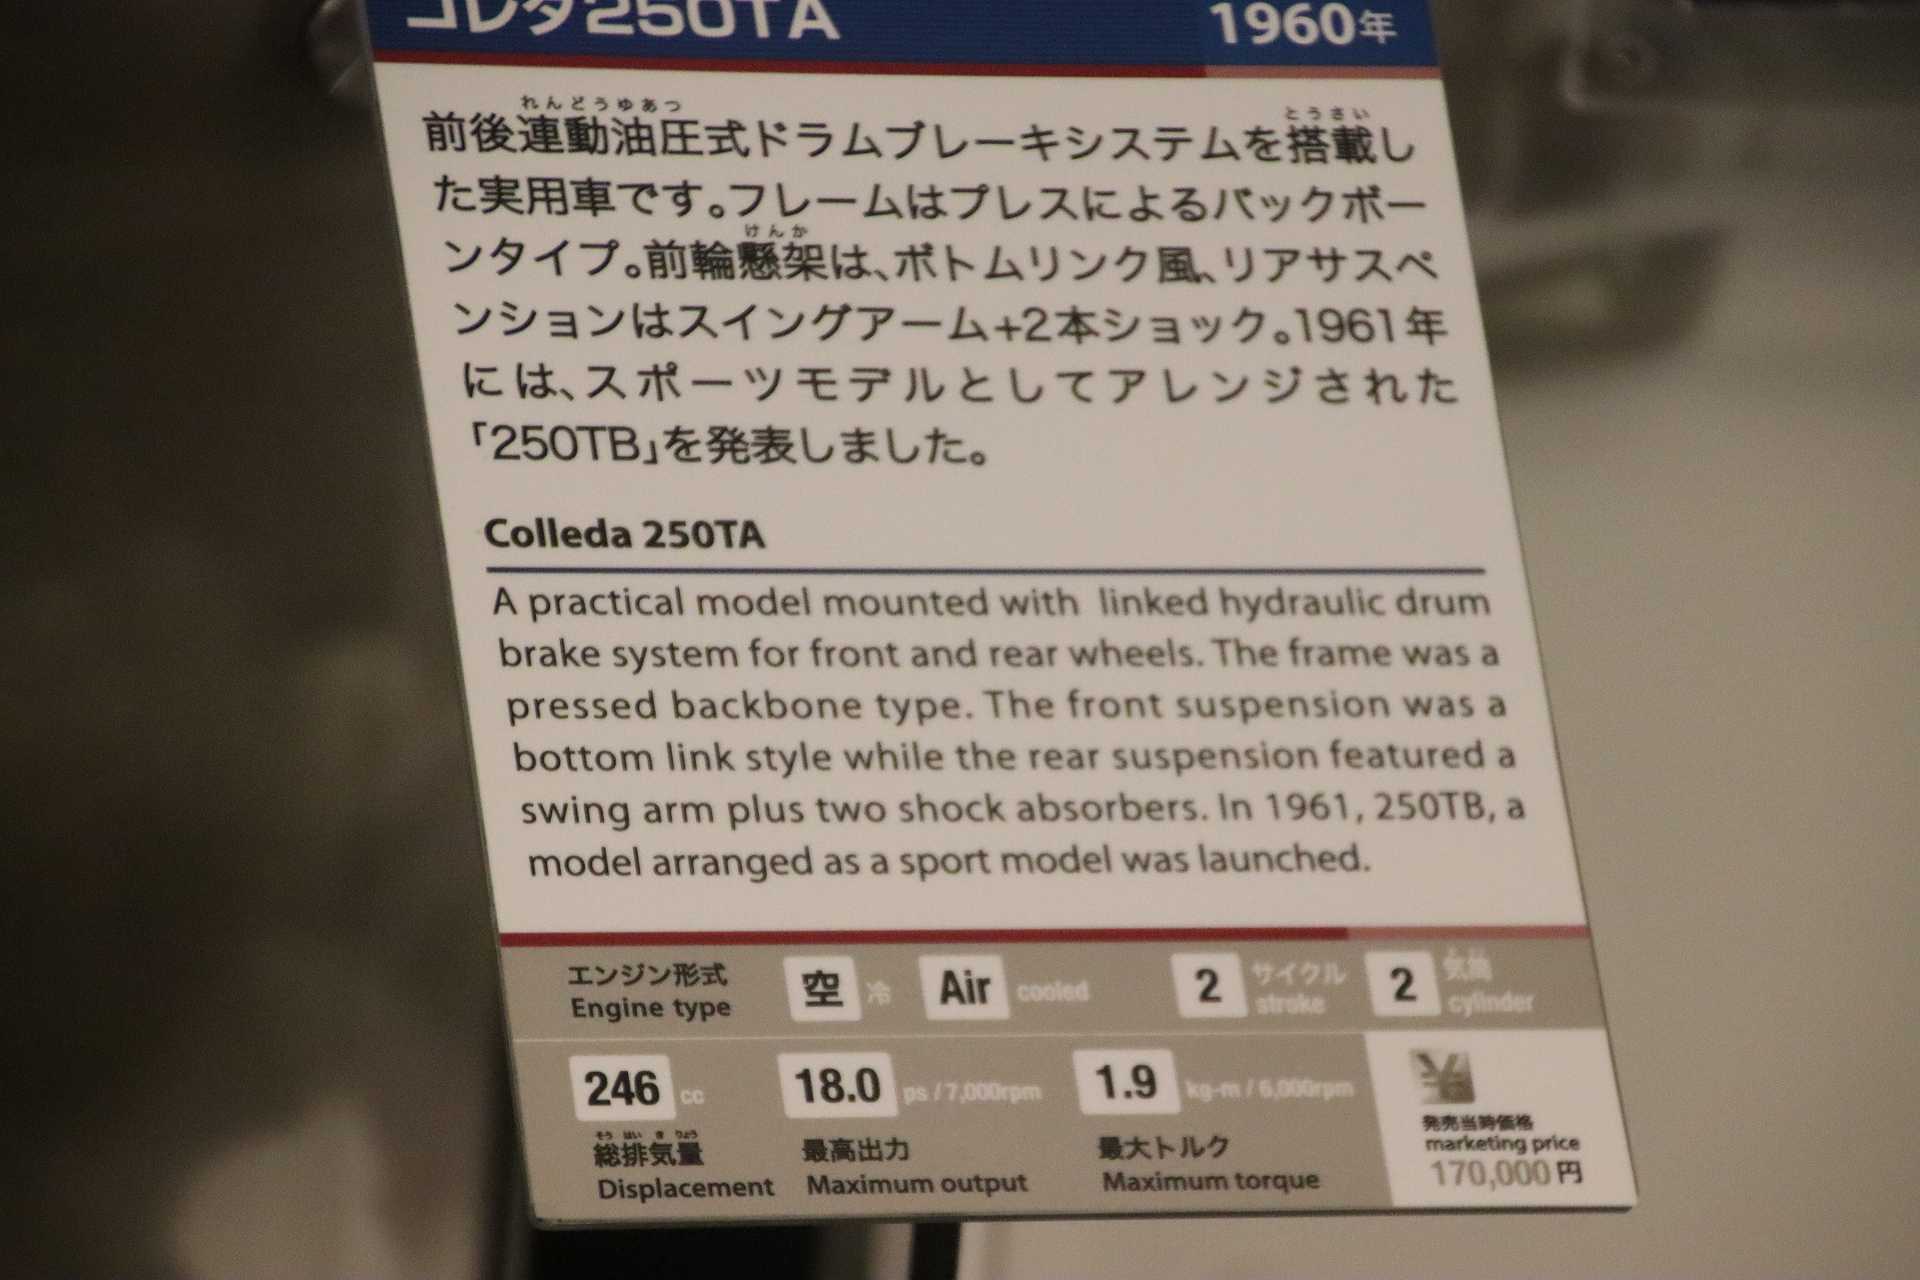 コレダ250TA 1960年
れんどうゆあつ とうさい
前後連動油圧式ドラムブレーキシステムを搭載し
た実用車です。フレームはプレスによるバックボー
けんか
ンタイプ。前輪懸架は、ボトムリンク風、リアサスペ
ンションはスイングアーム+2本ショック。1961年
には、スポーツモデルとしてアレンジされた
「250TB」を発表しました。
Colleda 250TA
A practical model mounted with linked hydraulic drum
brake system for front and rear wheels. The frame was a
pressed backbone type. The front suspension was a
bottom link style while the rear suspension featured a
swing arm plus two shock absorbers. In 1961, 250TB, a
model arranged as a sport model was launched.
エンジン形式 空冷 Air cooled 2 サイクル 2 気筒
Engine type stroke cylinder
246 cc 18.0 ps / 7,000rpm 1.9 kg-m / 6,000rpm ¥
そう はい き りょう
総排気量 最高出力 最大トルク 発売当時価格
Displacement Maximum output Maximum torque marketing price
170,000円